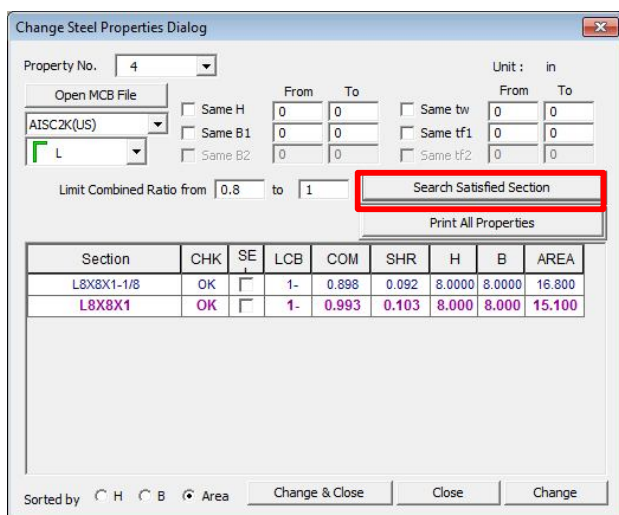 Change Steel Properties Dialog
Property No. 4 Unit : in
Open MCB File From To From To
AISC2K(US) Same H 0 0 Same tw 0 0
Same B1 0 0 Same tf1 0 0
L Same B2 0 0 Same tf2 0 0
Limit Combined Ratio from 0.8 to 1 Search Satisfied Section
Print All Properties
Section CHK SE LCB COM SHR H B AREA
L8X8X1-1/8 OK 1- 0.898 0.092 8.0000 8.0000 16.800
L8X8X1 OK 1- 0.993 0.103 8.000 8.000 15.100
Sorted by H B Area Change & Close Close Change